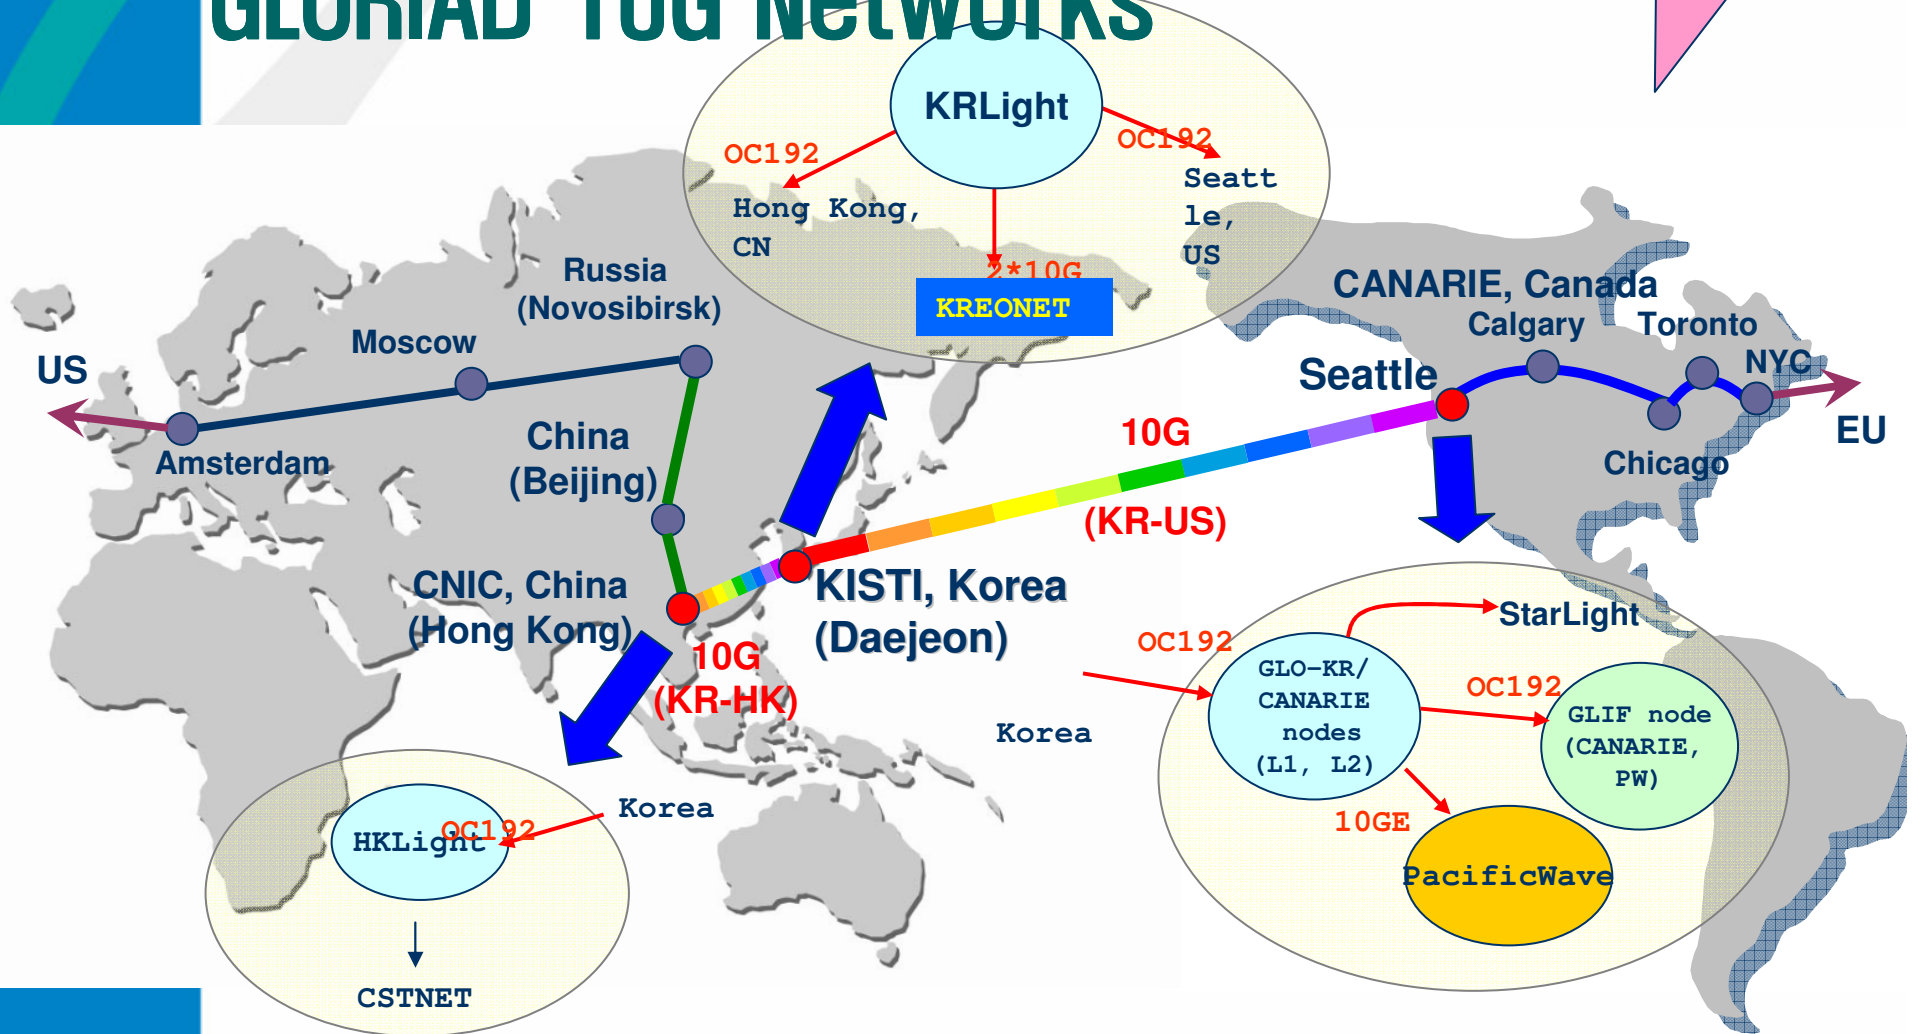 GLORIAD 10G Networks
KRLight
OC192
OC192
Hong Kong,
CN
Seatt
le,
US
2*10G
KREONET
Russia
(Novosibirsk)
Moscow
US
Amsterdam
China
(Beijing)
CANARIE, Canada
Calgary
Toronto
NYC
Seattle
EU
Chicago
10G
(KR-US)
CNIC, China
(Hong Kong)
KISTI, Korea
(Daejeon)
10G
(KR-HK)
OC192
Korea
StarLight
GLO-KR/
CANARIE
nodes
(L1, L2)
OC192
GLIF node
(CANARIE,
PW)
10GE
PacificWave
Korea
OC192
HKLight
CSTNET